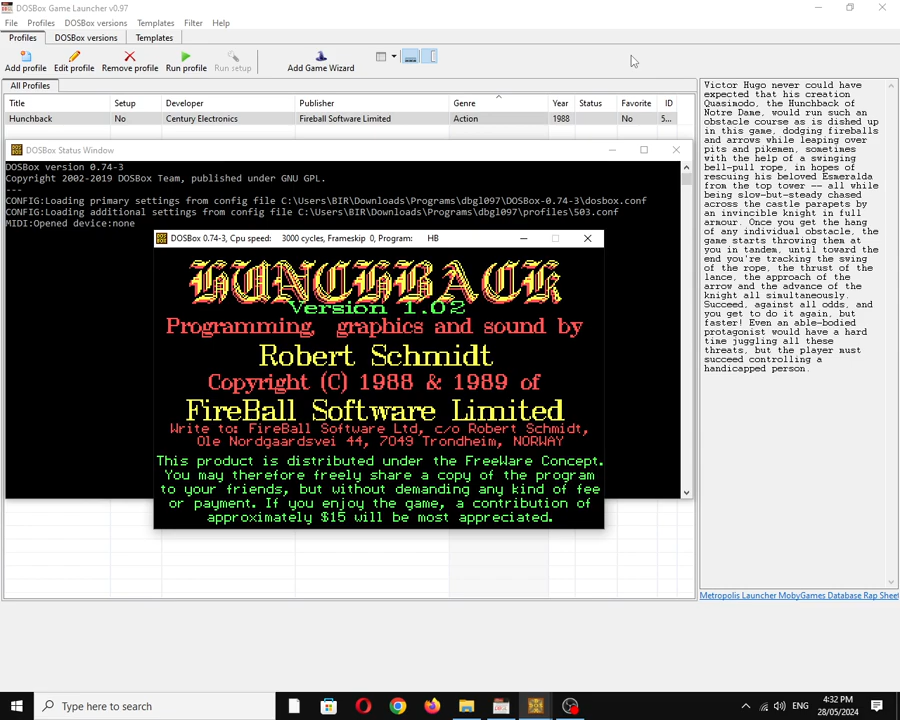 DOSBox Game Launcher v0.97
File Profiles DOSBox versions Templates Filter Help
Profiles DOSBox versions Templates
Add profile Edit profile Remove profile Run profile Run setup Add Game Wizard
All Profiles
Title Setup Developer Publisher Genre Year Status Favorite ID
Hunchback No Century Electronics Fireball Software Limited Action 1988 No 5...
DOSBox Status Window
DOSBox version 0.74-3
Copyright 2002-2019 DOSBox Team, published under GNU GPL.
---
CONFIG:Loading primary settings from config file C:\Users\BIR\Downloads\Programs\dbgl097\DOSBox-0.74-3\dosbox.conf
CONFIG:Loading additional settings from config file C:\Users\BIR\Downloads\Programs\dbgl097\profiles\503.conf
MIDI:Opened device:none
DOSBox 0.74-3, Cpu speed: 3000 cycles, Frameskip 0, Program: HB
HUNCHBACK
Version 1.02
Programming, graphics and sound by
Robert Schmidt
Copyright (C) 1988 & 1989 of
FireBall Software Limited
Write to: FireBall Software Ltd, c/o Robert Schmidt,
Ole Nordgaardsvei 44, 7049 Trondheim, NORWAY
This product is distributed under the FreeWare Concept.
You may therefore freely share a copy of the program
to your friends, but without demanding any kind of fee
or payment. If you enjoy the game, a contribution of
approximately $15 will be most appreciated.
Victor Hugo never could have
expected that his creation
Quasimodo, the Hunchback of
Notre Dame, would run such an
obstacle course as is dished up
in this game, dodging fireballs
and arrows while leaping over
pits and pikemen, sometimes
with the help of a swinging
bell-pull rope, in hopes of
rescuing his beloved Esmeralda
from the top tower -- all while
being slow-but-steady chased
across the castle parapets by
an invincible knight in full
armour. Once you get the hang
of any individual obstacle, the
game starts throwing them at
you in tandem, until toward the
end you're tracking the swing
of the rope, the thrust of the
lance, the approach of the
arrow and the advance of the
knight all simultaneously.
Succeed, against all odds, and
you get to do it again, but
faster! Even an able-bodied
protagonist would have a hard
time juggling all these
threats, but the player must
succeed controlling a
handicapped person.
Metropolis Launcher MobyGames Database Rap Sheet
Type here to search
ENG
4:32 PM
28/05/2024